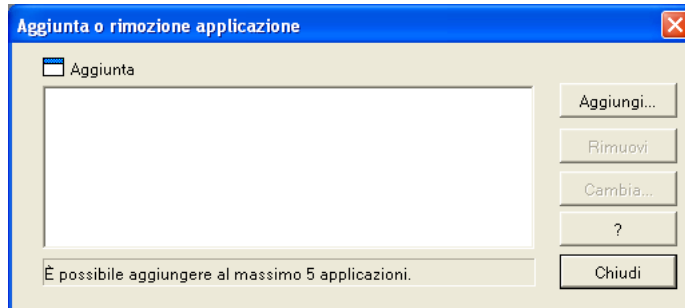 Aggiunta o rimozione applicazione
Aggiunta
Aggiungi...
Rimuovi
Cambia...
?
È possibile aggiungere al massimo 5 applicazioni.
Chiudi